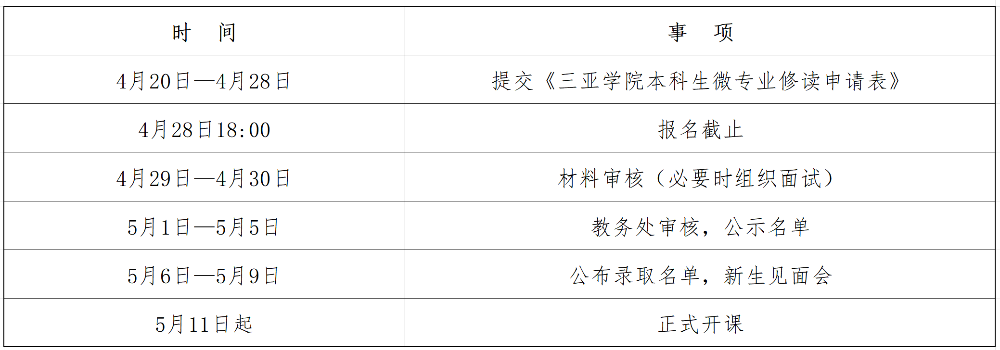 时 间 事 项
4月20日—4月28日 提交《三亚学院本科生微专业修读申请表》
4月28日18:00 报名截止
4月29日—4月30日 材料审核（必要时组织面试）
5月1日—5月5日 教务处审核，公示名单
5月6日—5月9日 公布录取名单，新生见面会
5月11日起 正式开课